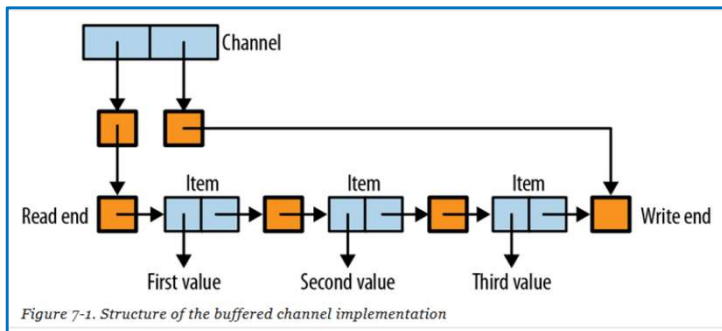 Channel
Item Item Item
Read end Write end
First value Second value Third value
Figure 7-1. Structure of the buffered channel implementation